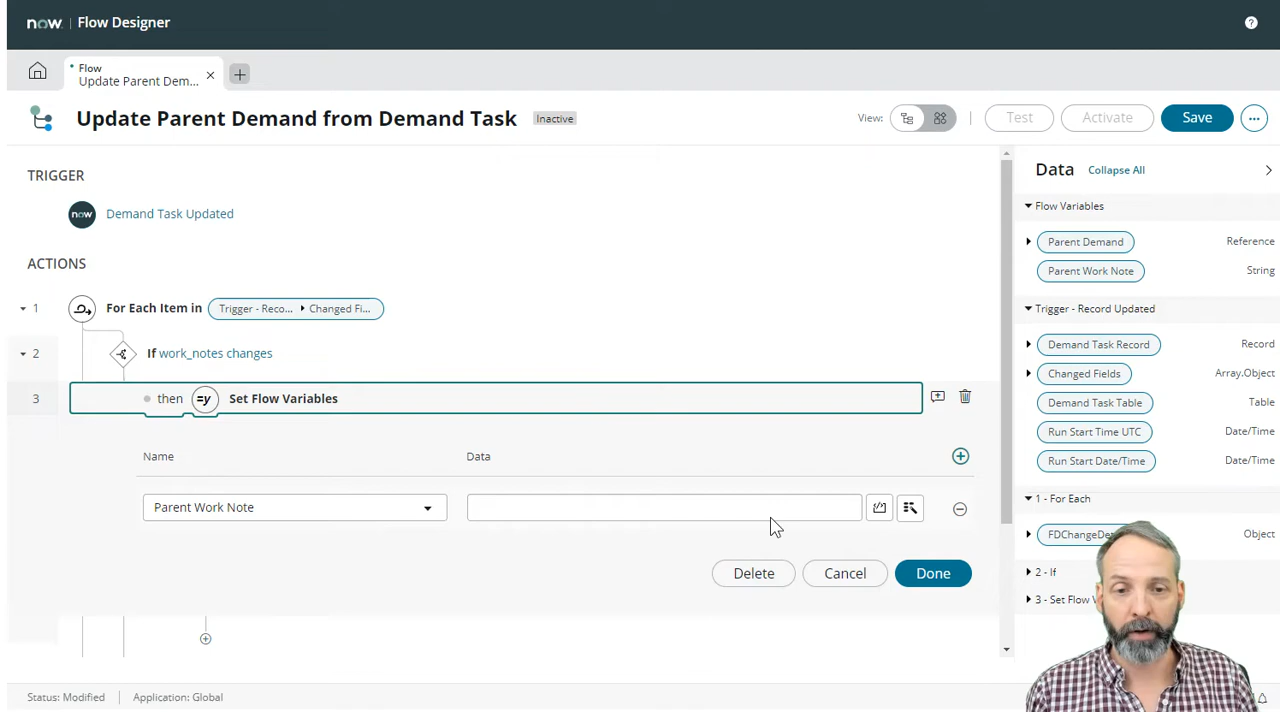 now. | Flow Designer
Flow
Update Parent Dem...
Update Parent Demand from Demand Task
Inactive
View:
Test
Activate
Save
TRIGGER
now Demand Task Updated
ACTIONS
1 For Each Item in Trigger - Reco... Changed Fi...
2 If work_notes changes
3 then =y Set Flow Variables
Name Data
Parent Work Note
Delete Cancel Done
Data Collapse All
Flow Variables
Parent Demand Reference
Parent Work Note String
Trigger - Record Updated
Demand Task Record Record
Changed Fields Array.Object
Demand Task Table Table
Run Start Time UTC Date/Time
Run Start Date/Time Date/Time
1 - For Each
Object
2 - If
3 - Set Flow
Status: Modified Application: Global